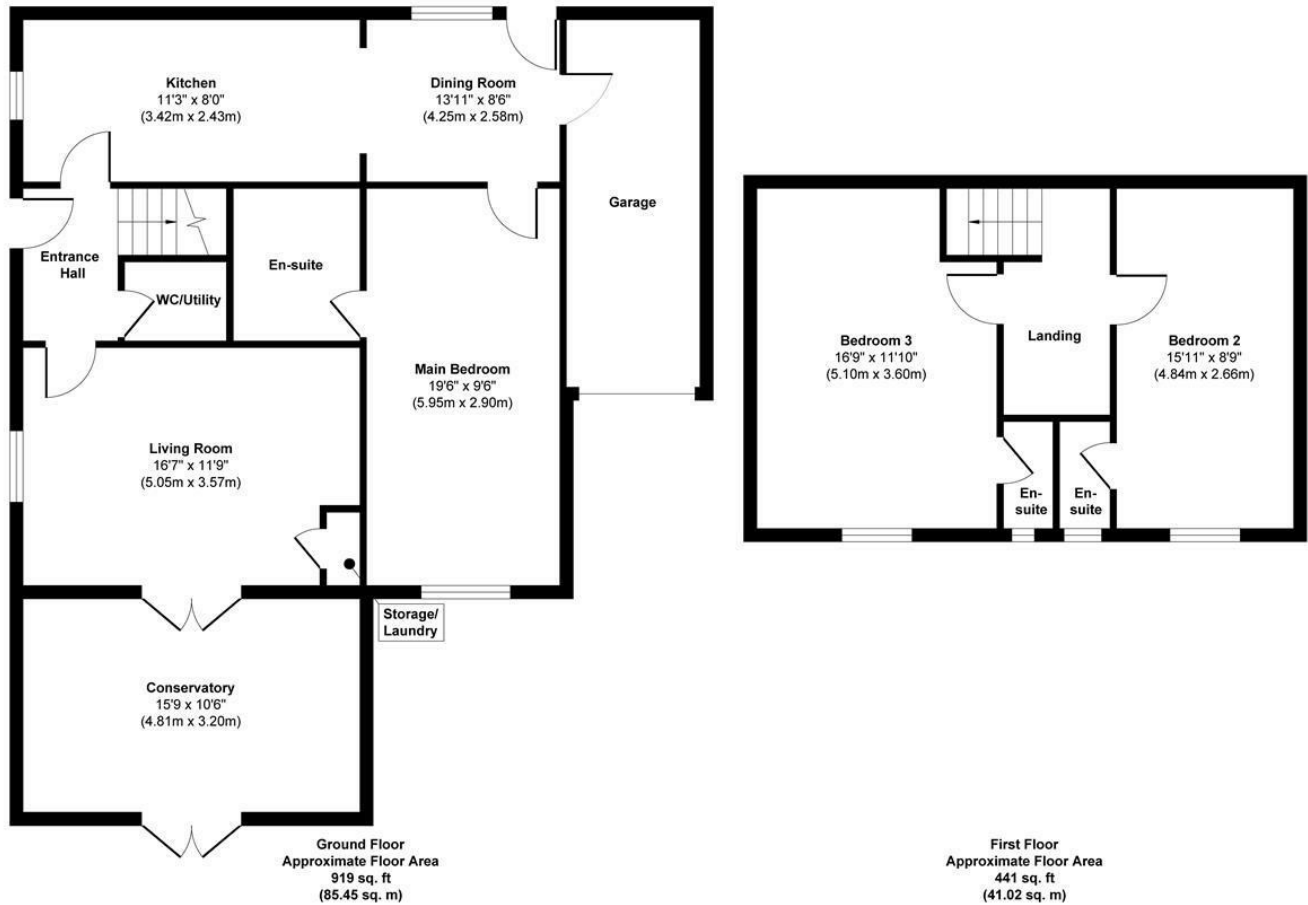 Kitchen
11'3" x 8'0"
(3.42m x 2.43m)
Dining Room
13'11" x 8'6"
(4.25m x 2.58m)
Garage
Entrance
Hall
En-suite
WC/Utility
Main Bedroom
19'6" x 9'6"
(5.95m x 2.90m)
Living Room
16'7" x 11'9"
(5.05m x 3.57m)
Storage/
Laundry
Conservatory
15'9 x 10'6"
(4.81m x 3.20m)
Ground Floor
Approximate Floor Area
919 sq. ft
(85.45 sq. m)
Bedroom 3
16'9" x 11'10"
(5.10m x 3.60m)
Landing
Bedroom 2
15'11" x 8'9"
(4.84m x 2.66m)
En-
suite
En-
suite
First Floor
Approximate Floor Area
441 sq. ft
(41.02 sq. m)